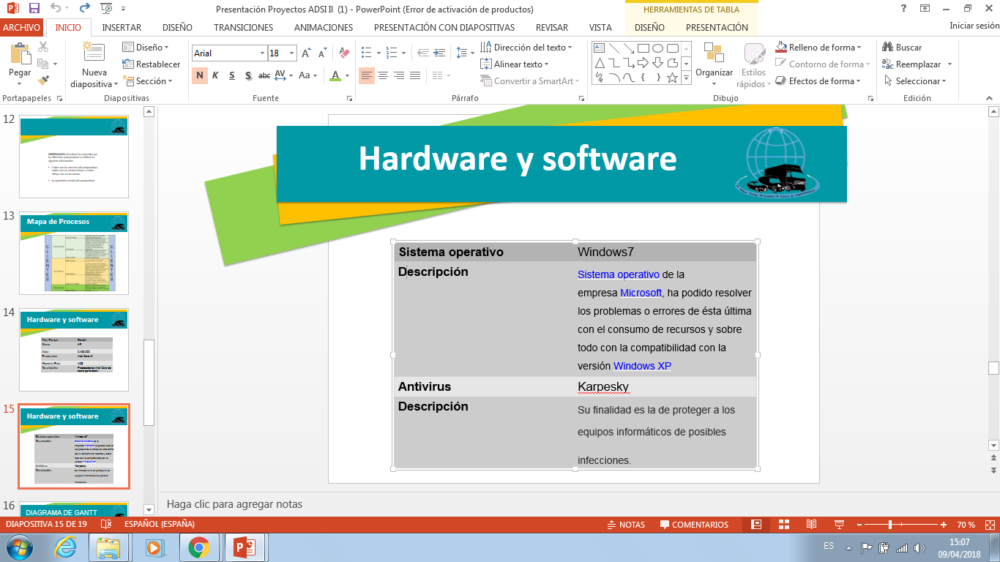 Presentación Proyectos ADSI II (1) - PowerPoint (Error de activación de productos)
HERRAMIENTAS DE TABLA
ARCHIVO INICIO INSERTAR DISEÑO TRANSICIONES ANIMACIONES PRESENTACIÓN CON DIAPOSITIVAS REVISAR VISTA DISEÑO PRESENTACIÓN Iniciar sesión
Pegar
Portapapeles
Nueva diapositiva
Diseño
Restablecer
Sección
Diapositivas
Arial 18
N K S S abc AV Aa A
Fuente
Dirección del texto
Alinear texto
Convertir a SmartArt
Párrafo
Organizar
Estilos rápidos
Relleno de forma
Contorno de forma
Efectos de forma
Dibujo
Buscar
Reemplazar
Seleccionar
Edición
12
13
Mapa de Procesos
CLIENTES
CLIENTES
14
Hardware y software
15
Hardware y software
16
DIAGRAMA DE GANTT
Hardware y software
Sistema operativo Windows7
Descripción Sistema operativo de la
empresa Microsoft, ha podido resolver
los problemas o errores de ésta última
con el consumo de recursos y sobre
todo con la compatibilidad con la
versión Windows XP
Antivirus Karpesky
Descripción Su finalidad es la de proteger a los
equipos informáticos de posibles
infecciones.
Haga clic para agregar notas
DIAPOSITIVA 15 DE 19 ESPAÑOL (ESPAÑA) NOTAS COMENTARIOS 70 %
ES 15:07
09/04/2018